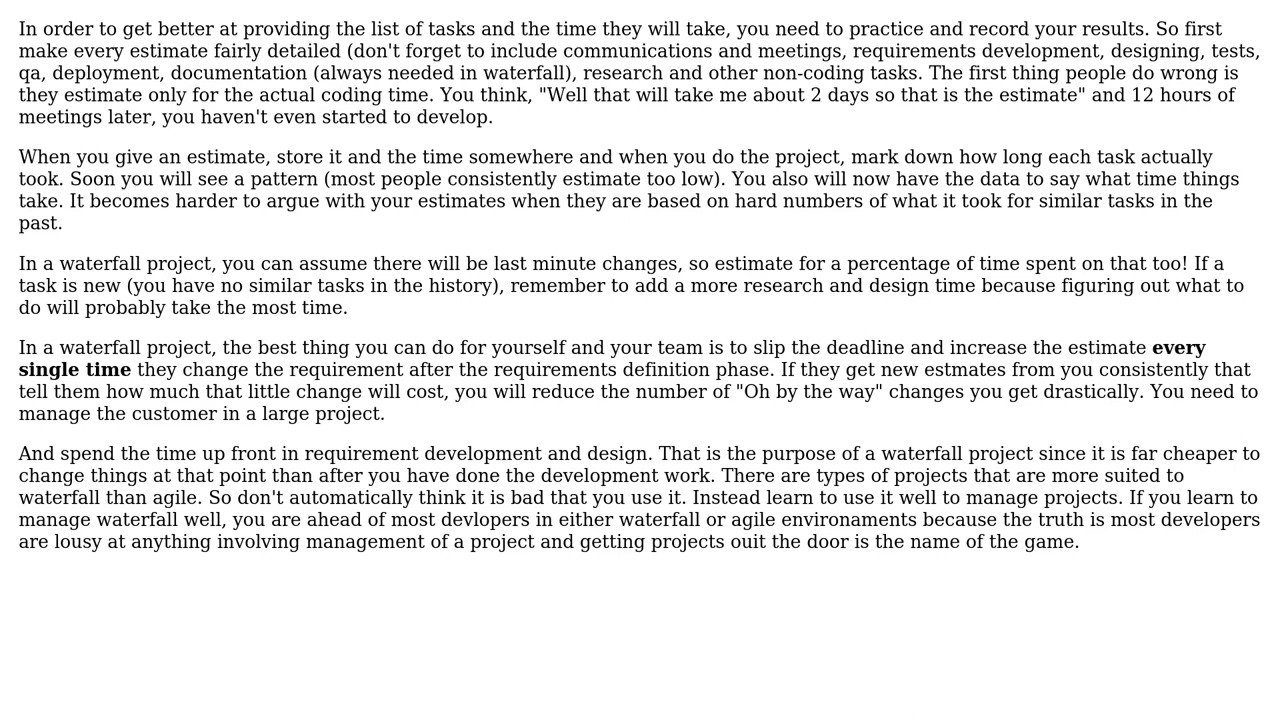 In order to get better at providing the list of tasks and the time they will take, you need to practice and record your results. So first
make every estimate fairly detailed (don't forget to include communications and meetings, requirements development, designing, tests,
qa, deployment, documentation (always needed in waterfall), research and other non-coding tasks. The first thing people do wrong is
they estimate only for the actual coding time. You think, "Well that will take me about 2 days so that is the estimate" and 12 hours of
meetings later, you haven't even started to develop.
When you give an estimate, store it and the time somewhere and when you do the project, mark down how long each task actually
took. Soon you will see a pattern (most people consistently estimate too low). You also will now have the data to say what time things
take. It becomes harder to argue with your estimates when they are based on hard numbers of what it took for similar tasks in the
past.
In a waterfall project, you can assume there will be last minute changes, so estimate for a percentage of time spent on that too! If a
task is new (you have no similar tasks in the history), remember to add a more research and design time because figuring out what to
do will probably take the most time.
In a waterfall project, the best thing you can do for yourself and your team is to slip the deadline and increase the estimate every
single time they change the requirement after the requirements definition phase. If they get new estmates from you consistently that
tell them how much that little change will cost, you will reduce the number of "Oh by the way" changes you get drastically. You need to
manage the customer in a large project.
And spend the time up front in requirement development and design. That is the purpose of a waterfall project since it is far cheaper to
change things at that point than after you have done the development work. There are types of projects that are more suited to
waterfall than agile. So don't automatically think it is bad that you use it. Instead learn to use it well to manage projects. If you learn to
manage waterfall well, you are ahead of most devlopers in either waterfall or agile environaments because the truth is most developers
are lousy at anything involving management of a project and getting projects ouit the door is the name of the game.